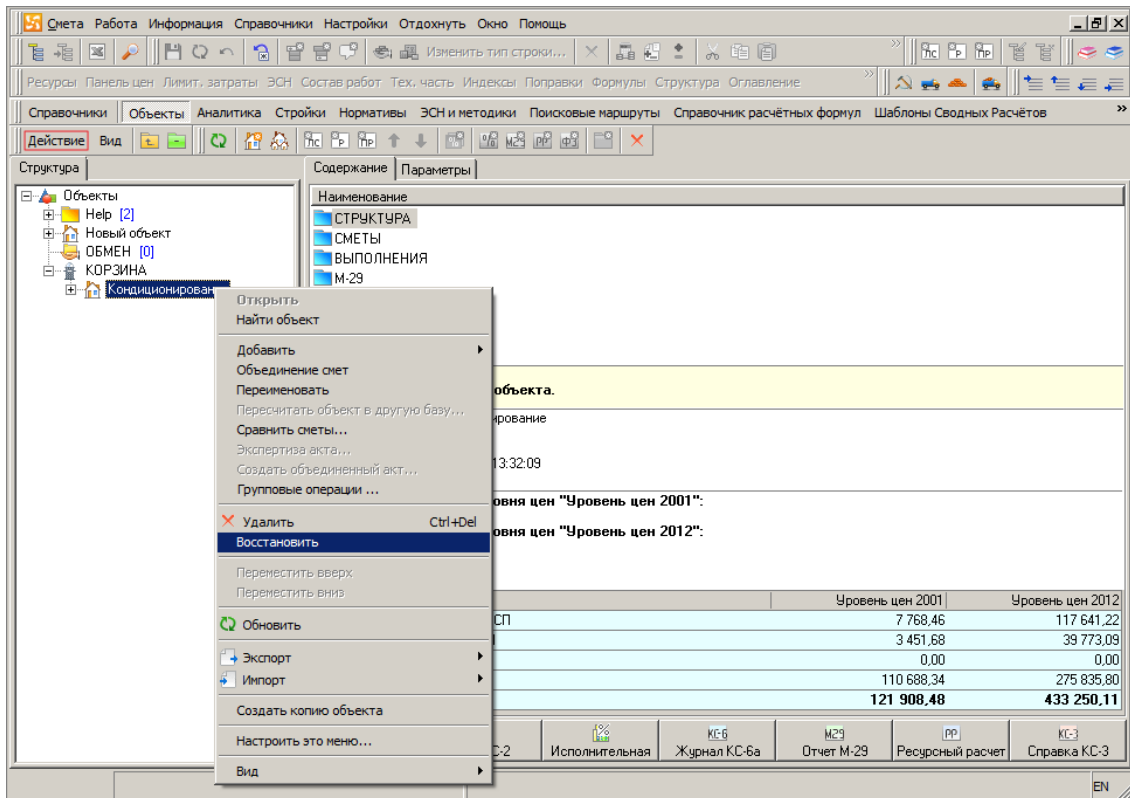 Смета Работа Информация Справочники Настройки Отдохнуть Окно Помощь
Изменить тип строки...
Ресурсы Панель цен Лимит. затраты ЭСН Состав работ Тех. часть Индексы Поправки Формулы Структура Оглавление
Справочники Объекты Аналитика Стройки Нормативы ЭСН и методики Поисковые маршруты Справочник расчётных формул Шаблоны Сводных Расчётов
Действие Вид
Структура Содержание Параметры
Объекты
Help [2]
Новый объект
ОБМЕН [0]
КОРЗИНА
Кондиционирован
Наименование
СТРУКТУРА
СМЕТЫ
ВЫПОЛНЕНИЯ
М-29
Открыть
Найти объект
Добавить
Объединение смет
Переименовать
Пересчитать объект в другую базу...
Сравнить сметы...
Экспертиза акта...
Создать объединенный акт...
Групповые операции ...
Удалить Ctrl+Del
Восстановить
Переместить вверх
Переместить вниз
Обновить
Экспорт
Импорт
Создать копию объекта
Настроить это меню...
Вид
объекта.
ирование
13:32:09
овня цен "Уровень цен 2001":
овня цен "Уровень цен 2012":
Уровень цен 2001 Уровень цен 2012
СП 7 768,46 117 641,22
3 451,68 39 773,09
0,00 0,00
110 688,34 275 835,80
121 908,48 433 250,11
С-2 Исполнительная КС-6 Журнал КС-6а М29 Отчет М-29 РР Ресурсный расчет КС-3 Справка КС-3
EN